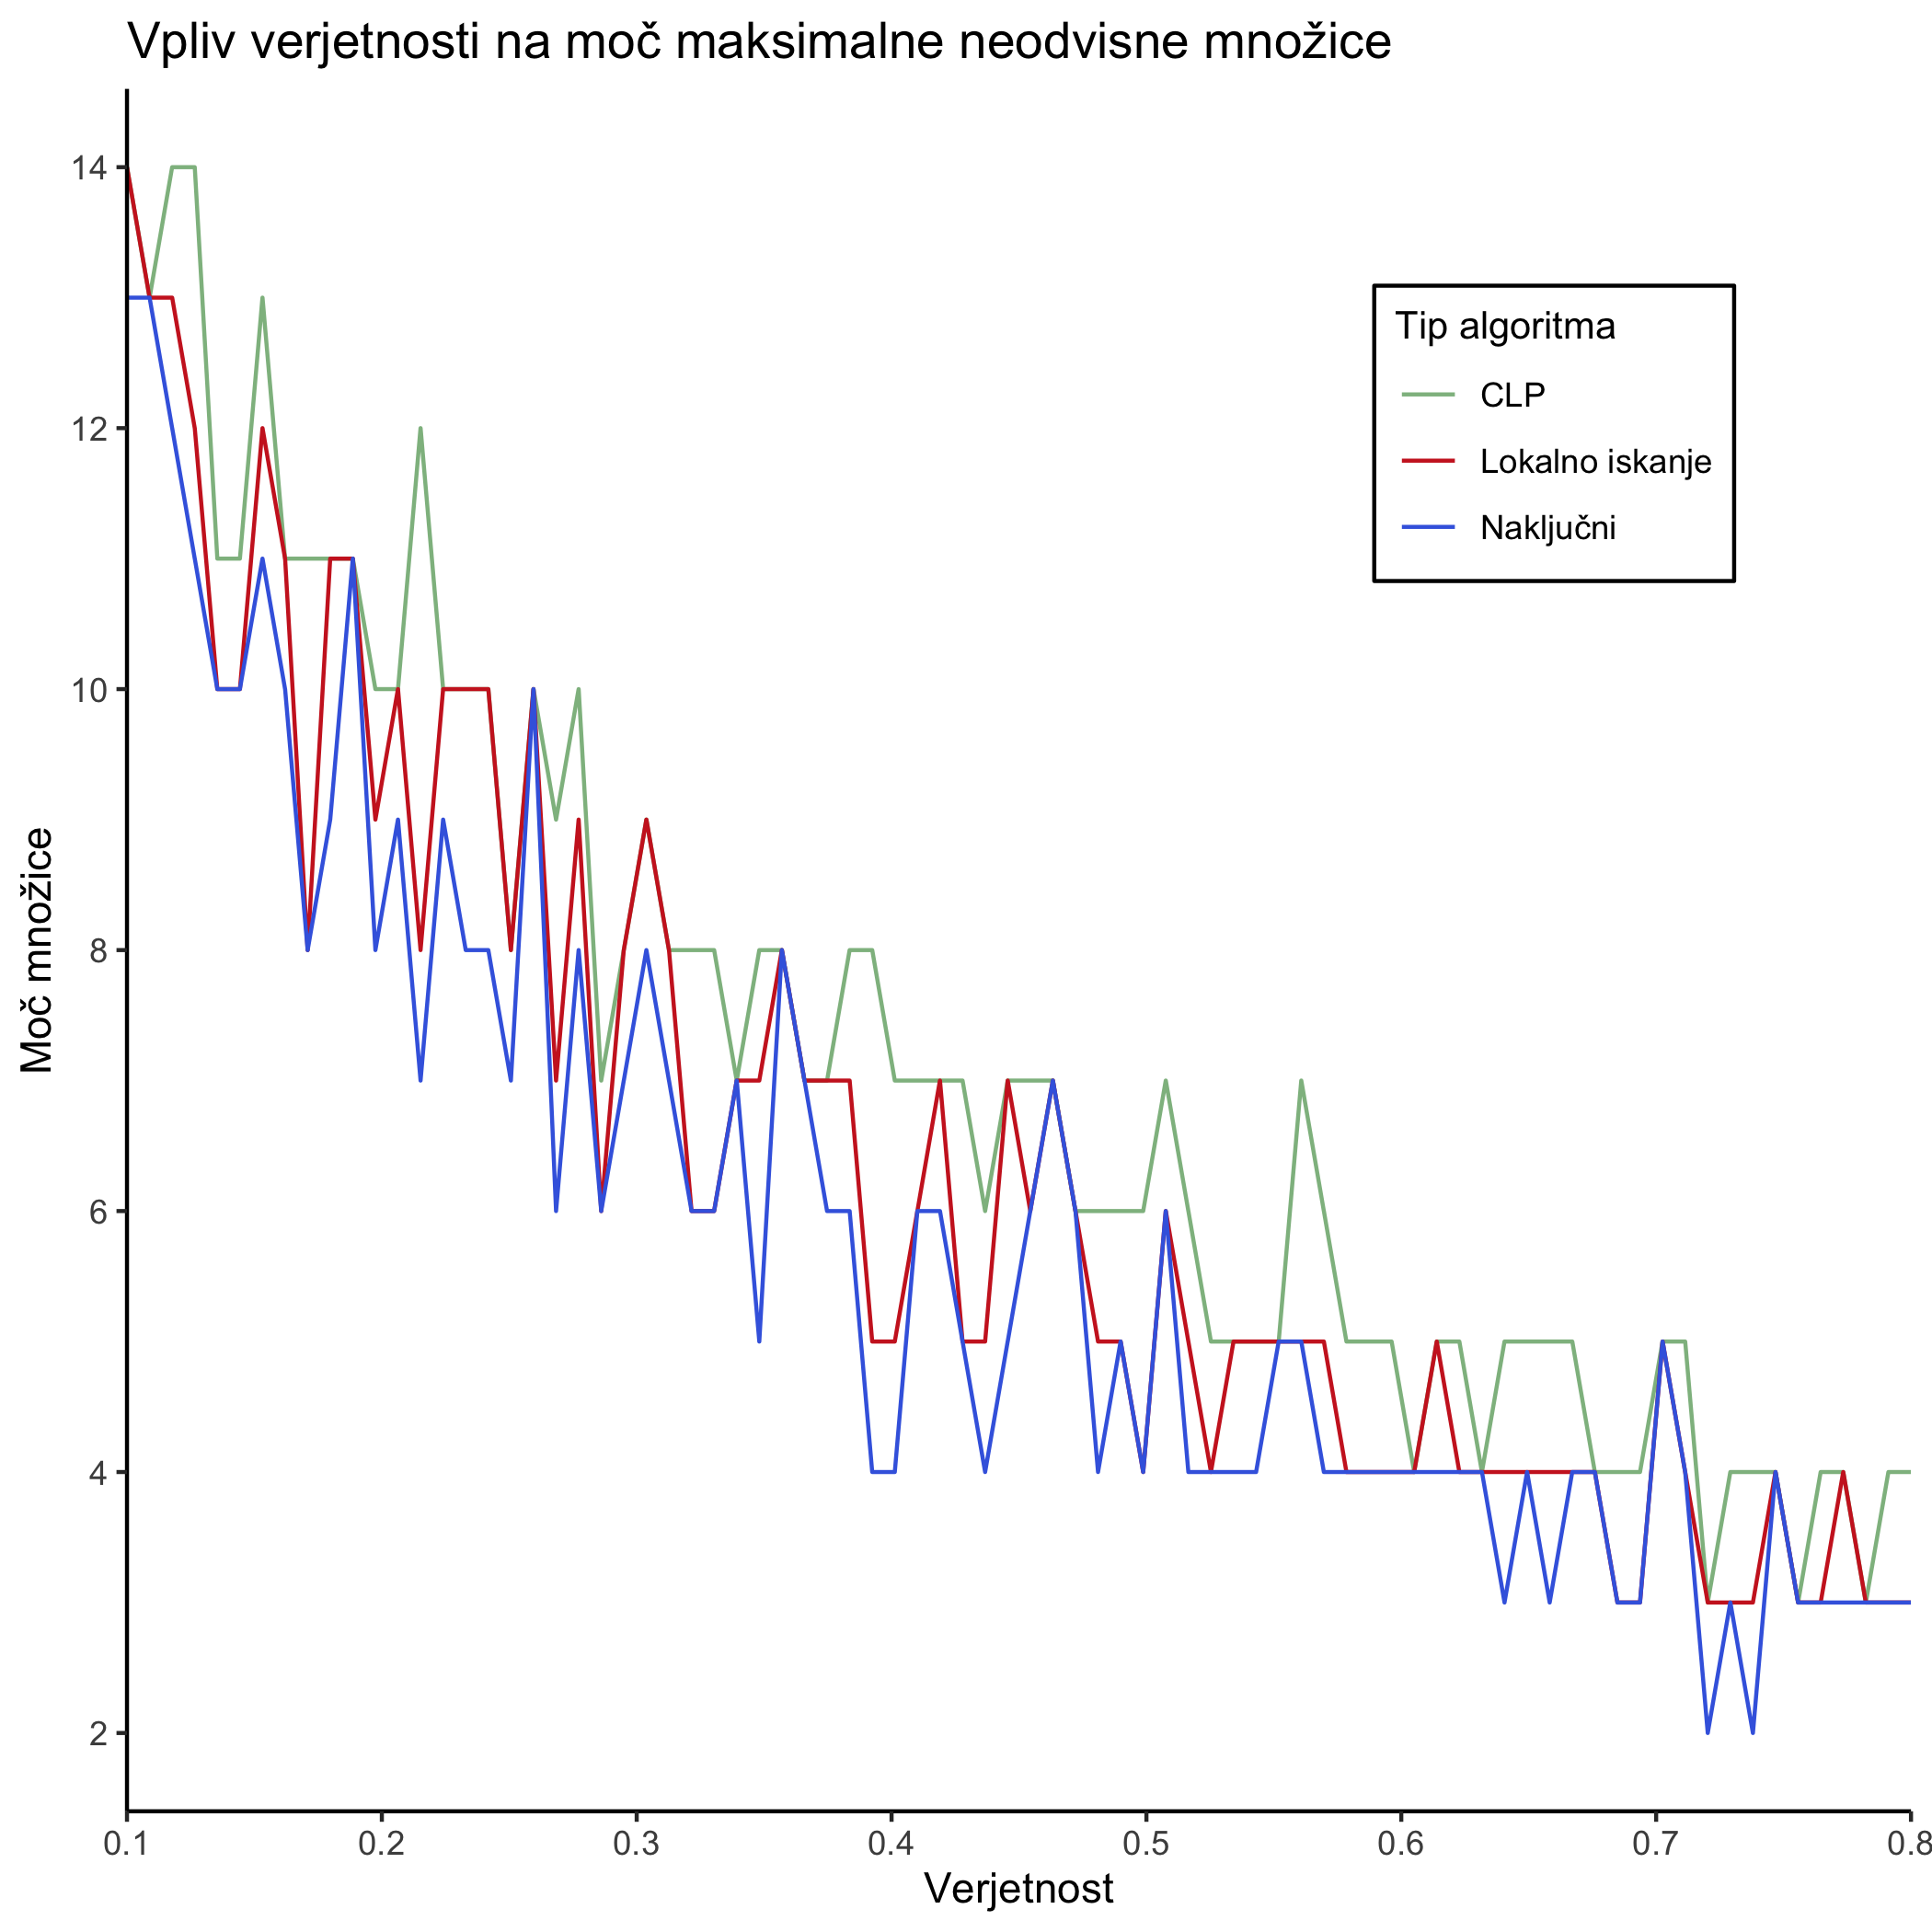 Vpliv verjetnosti na moč maksimalne neodvisne množice
14
12
10
8
6
4
2
Moč množice
Tip algoritma
CLP
Lokalno iskanje
Naključni
0.1 0.2 0.3 0.4 0.5 0.6 0.7 0.8
Verjetnost